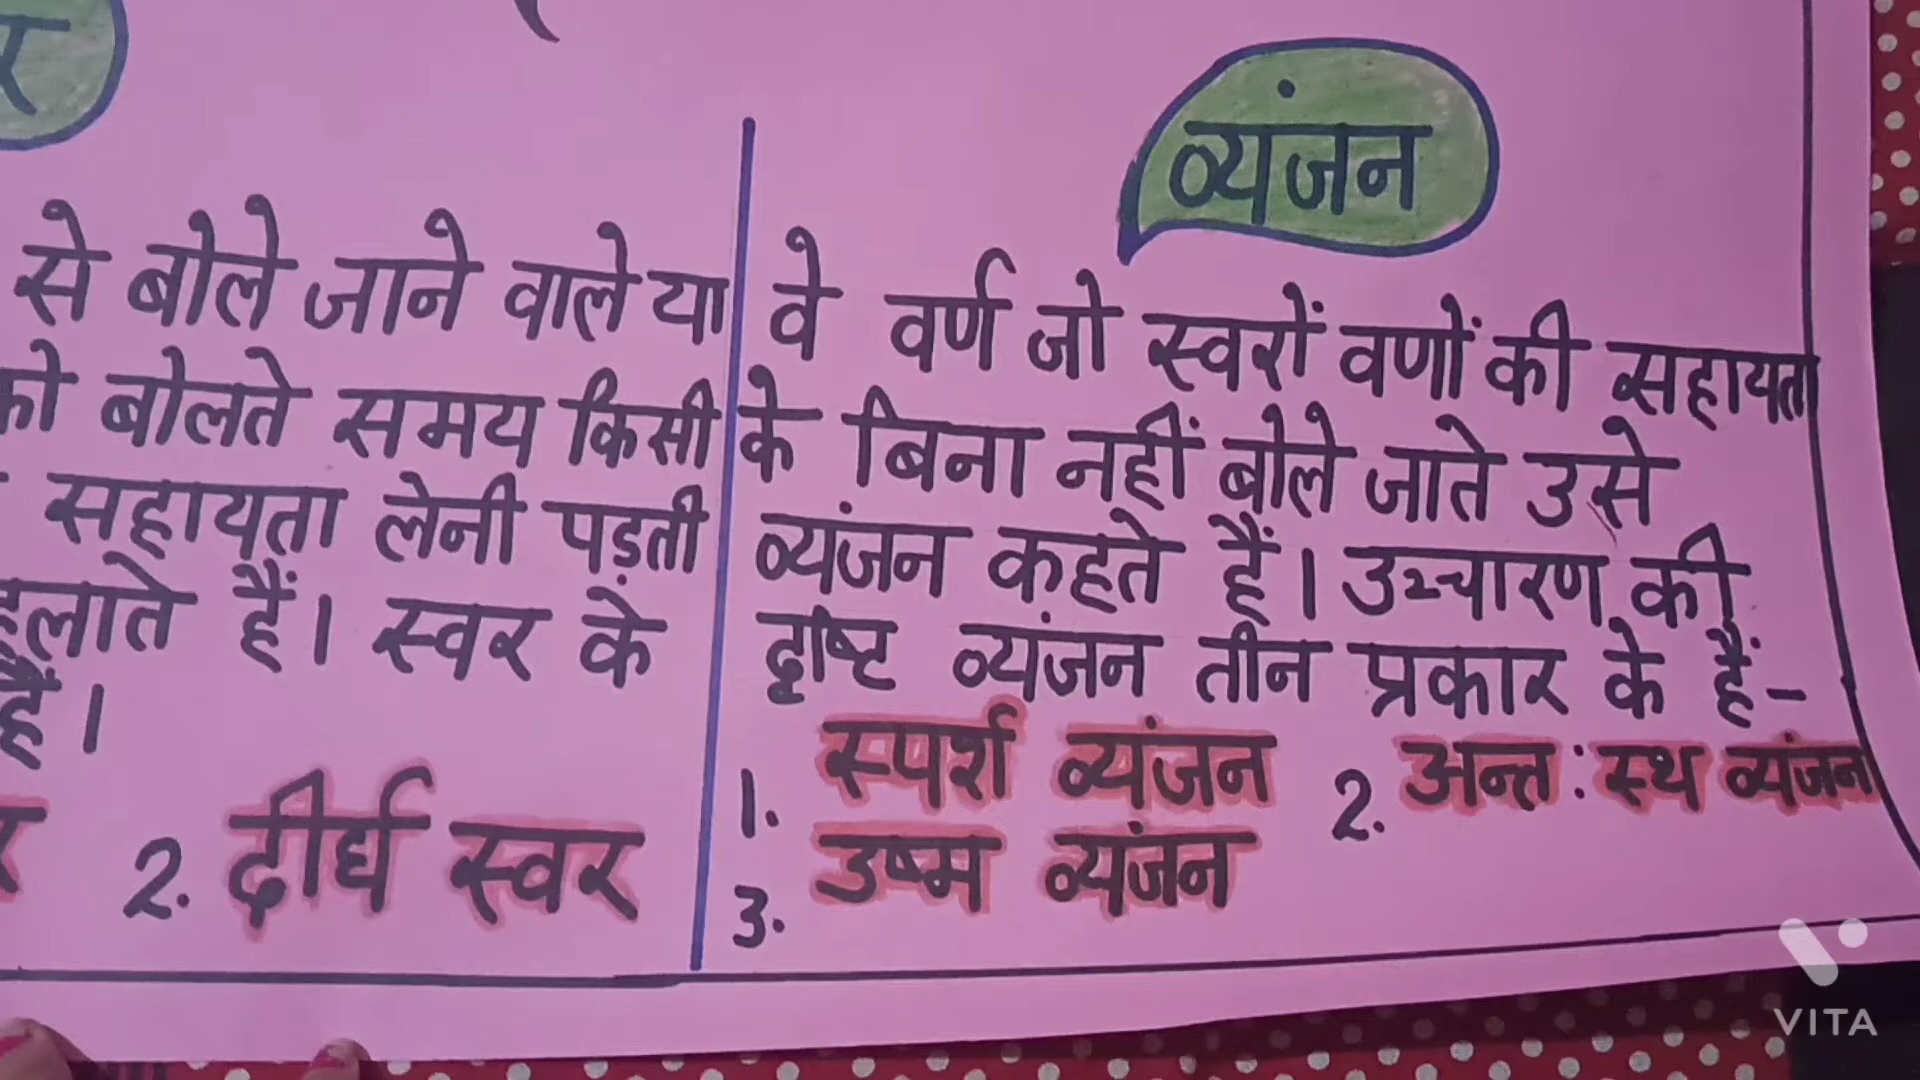 से बोले जाने वाले या
को बोलते समय किसी
सहायता लेनी पड़ती
हैं। स्वर के
हैं।
2. दीर्घ स्वर
व्यंजन
वे वर्ण जो स्वरों वर्णों की सहायता
के बिना नहीं बोले जाते उसे
व्यंजन कहते हैं। उच्चारण की
दृष्टि व्यंजन तीन प्रकार के हैं-
1. स्पर्श व्यंजन 2. अन्त:स्थ व्यंजन
3. उष्म व्यंजन
VITA